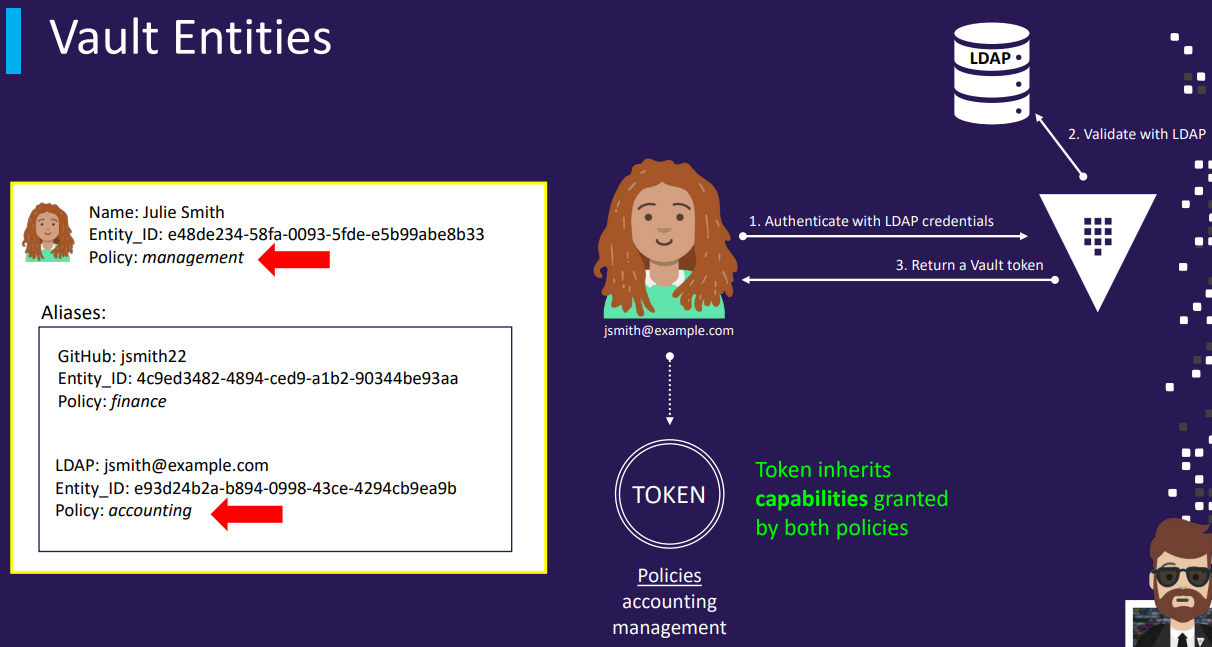 Vault Entities
LDAP
2. Validate with LDAP
Name: Julie Smith
Entity_ID: e48de234-58fa-0093-5fde-e5b99abe8b33
Policy: management
1. Authenticate with LDAP credentials
3. Return a Vault token
jsmith@example.com
Aliases:
GitHub: jsmith22
Entity_ID: 4c9ed3482-4894-ced9-a1b2-90344be93aa
Policy: finance
LDAP: jsmith@example.com
Entity_ID: e93d24b2a-b894-0998-43ce-4294cb9ea9b
Policy: accounting
TOKEN
Token inherits
capabilities granted
by both policies
Policies
accounting
management